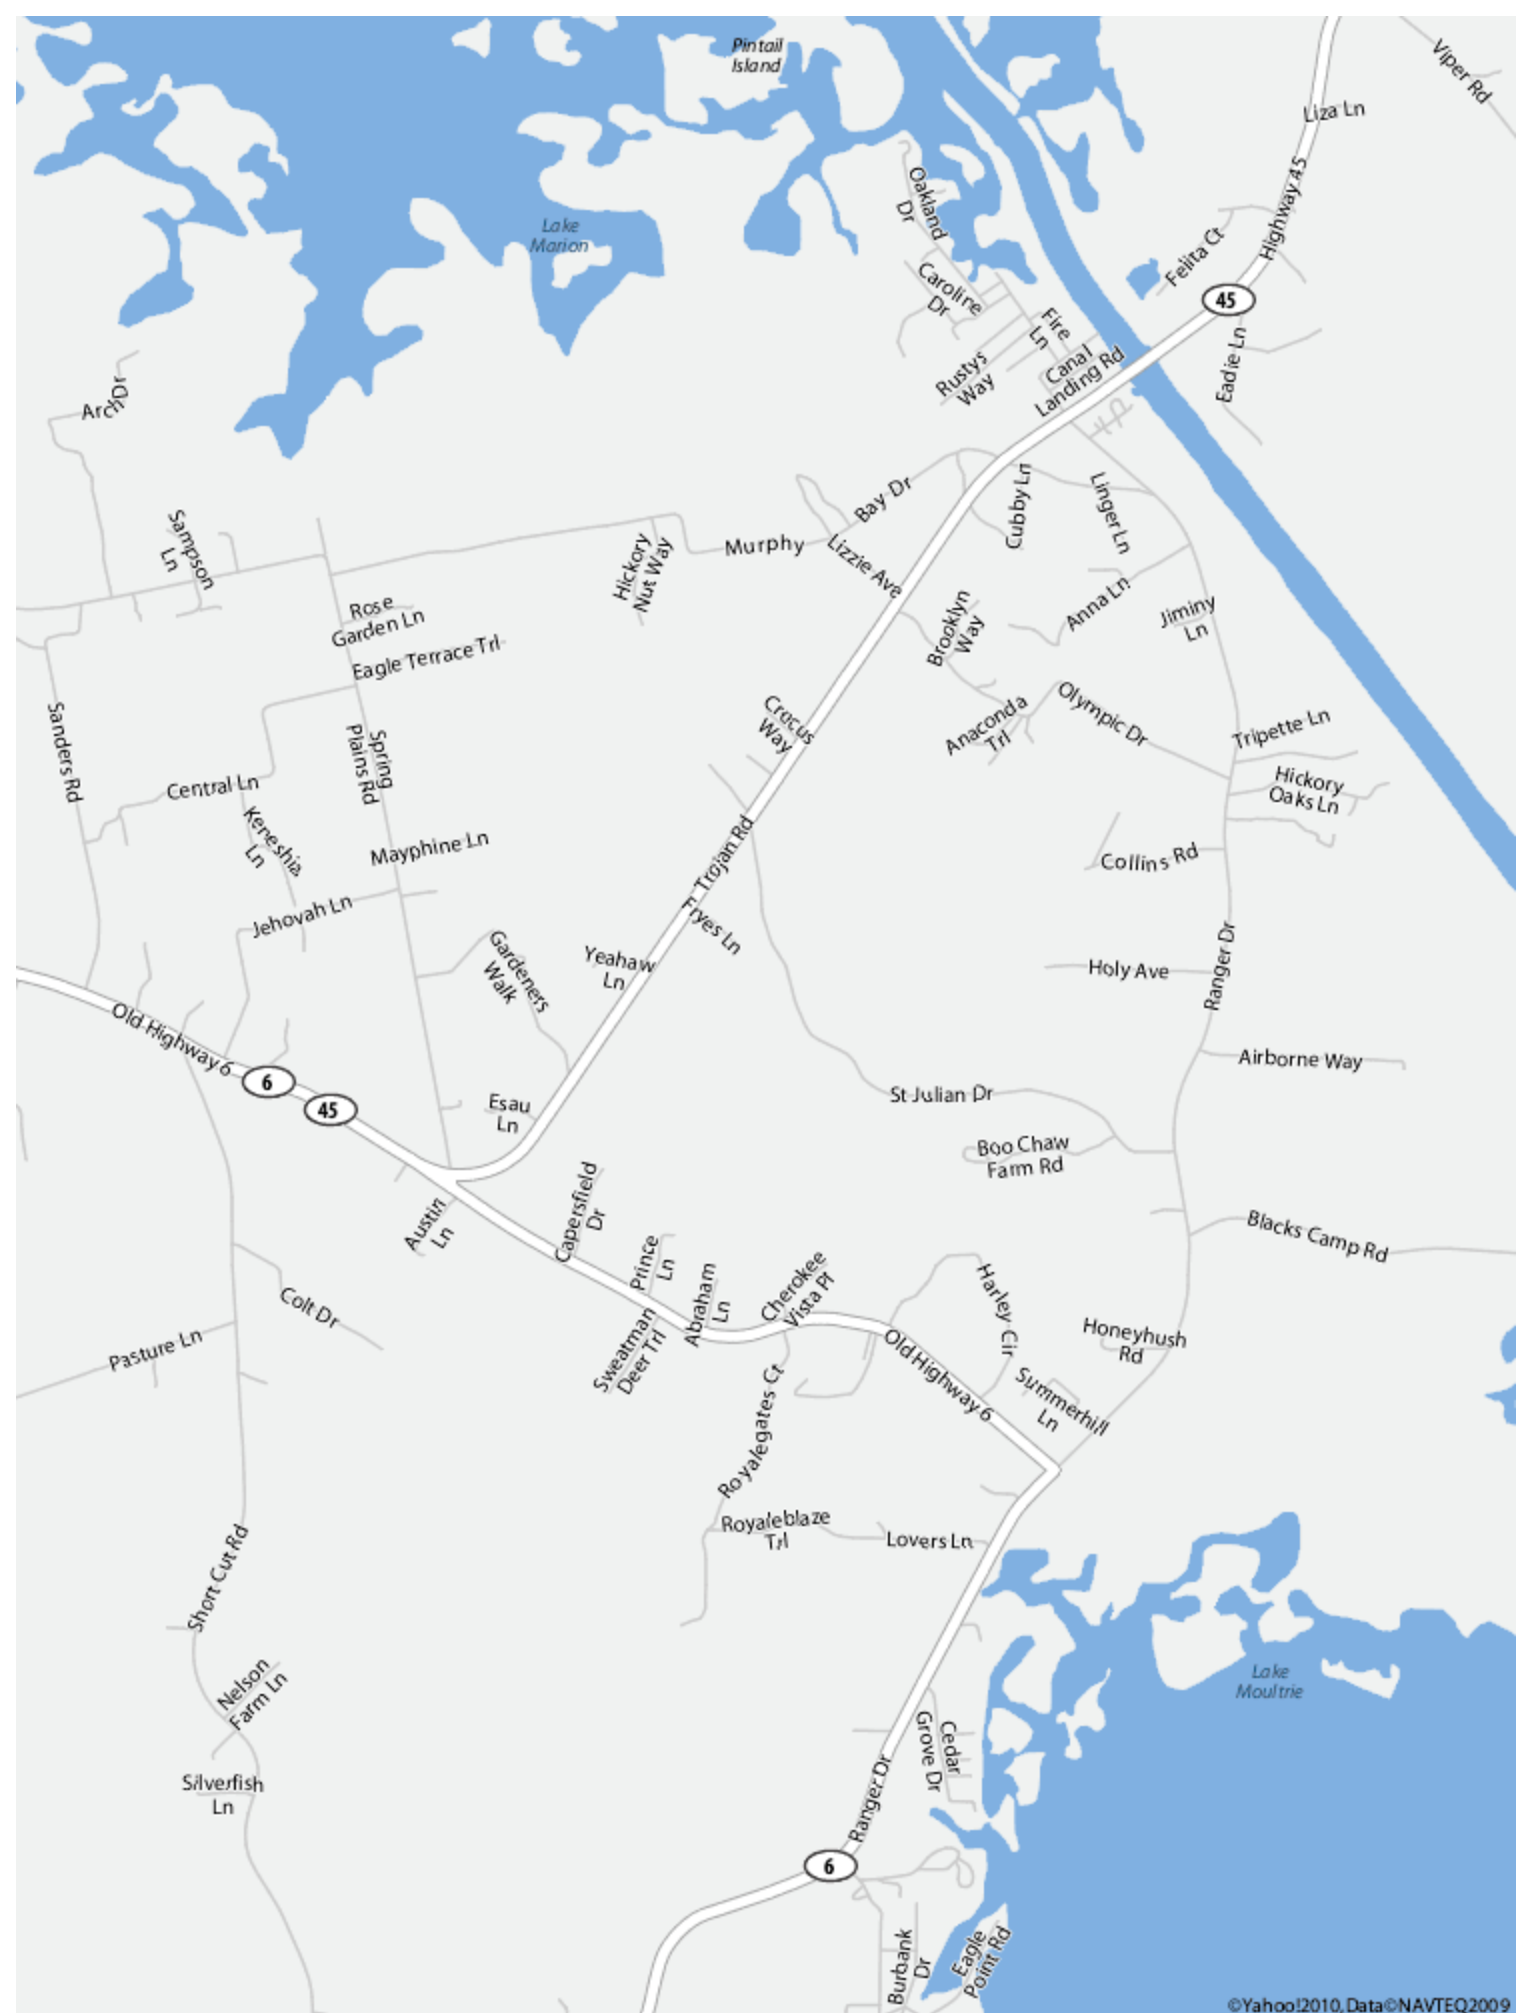 Pintail
Island
Viper Rd
Liza Ln
Highway 45
Oakland
Dr
Lake
Marion
Felita Ct
Caroline
Dr
45
Fire
Ln
Eadie Ln
Canal
Landing Rd
Rustys
Way
Arch Dr
Bay Dr
Cubby Ln
Linger Ln
Sampson
Ln
Murphy
Lizzie Ave
Hickory
Nut Way
Anna Ln
Jiminy
Ln
Rose
Garden Ln
Brooklyn
Way
Eagle Terrace Trl
Sanders Rd
Crocus
Way
Olympic Dr
Anaconda
Trl
Tripette Ln
Spring
Plains Rd
Central Ln
Hickory
Oaks Ln
Keneshia
Ln
Mayphine Ln
Trojan Rd
Collins Rd
Jehovah Ln
Fryes Ln
Gardeners
Walk
Yeahaw
Ln
Ranger Dr
Holy Ave
Old Highway 6
6
Airborne Way
45
Esau
Ln
St Julian Dr
Boo Chaw
Farm Rd
Austin
Ln
Capersfield
Dr
Blacks Camp Rd
Prince
Ln
Abraham
Ln
Cherokee
Vista Pl
Harley Cir
Colt Dr
Pasture Ln
Sweatman
Deer Trl
Honeyhush
Rd
Old Highway 6
Summerhill
Ln
Royalegates Ct
Royaleblaze
Trl
Lovers Ln
Short Cut Rd
Lake
Moultrie
Nelson
Farm Ln
Cedar
Grove Dr
Silverfish
Ln
Ranger Dr
6
Burbank
Dr
Eagle
Point Rd
©Yahoo!2010, Data©NAVTEQ2009